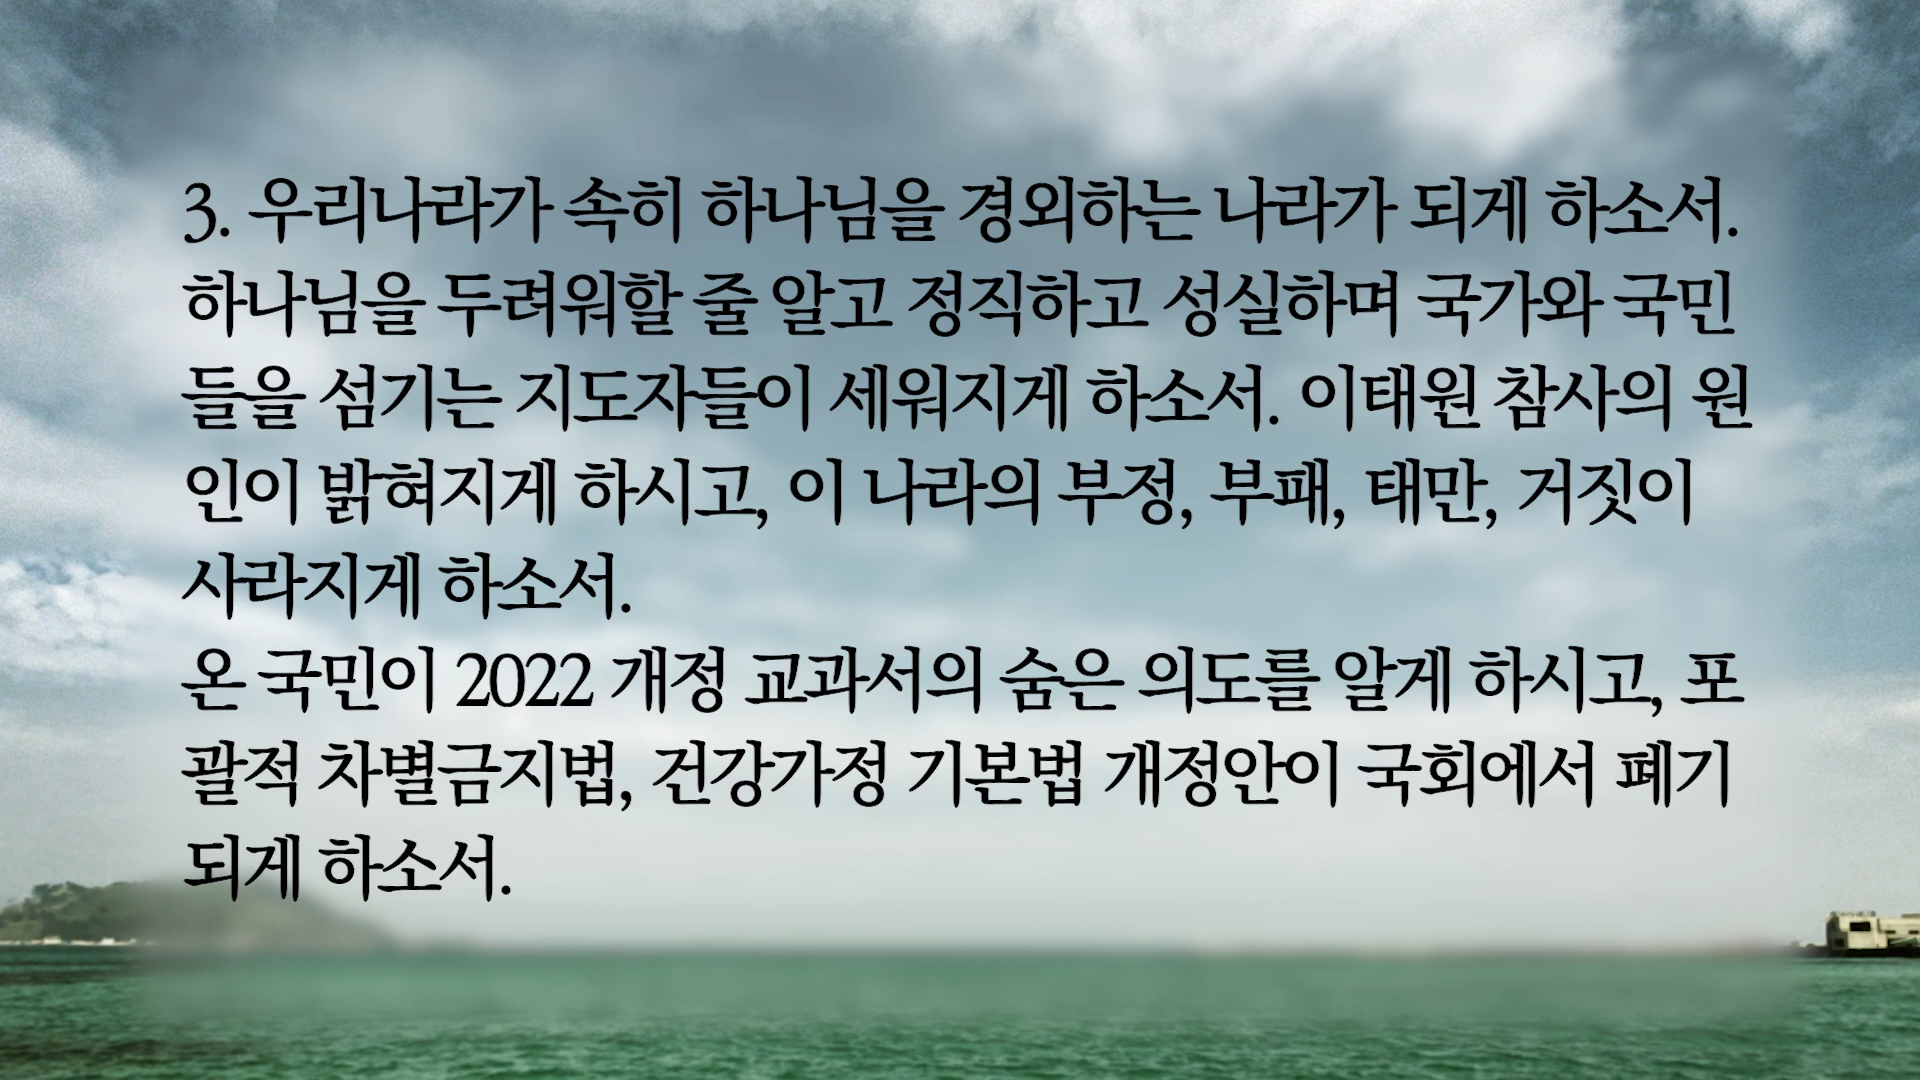 3. 우리나라가 속히 하나님을 경외하는 나라가 되게 하소서.
하나님을 두려워할 줄 알고 정직하고 성실하며 국가와 국민
들을 섬기는 지도자들이 세워지게 하소서. 이태원 참사의 원
인이 밝혀지게 하시고, 이 나라의 부정, 부패, 태만, 거짓이
사라지게 하소서.
온 국민이 2022 개정 교과서의 숨은 의도를 알게 하시고, 포
괄적 차별금지법, 건강가정 기본법 개정안이 국회에서 폐기
되게 하소서.